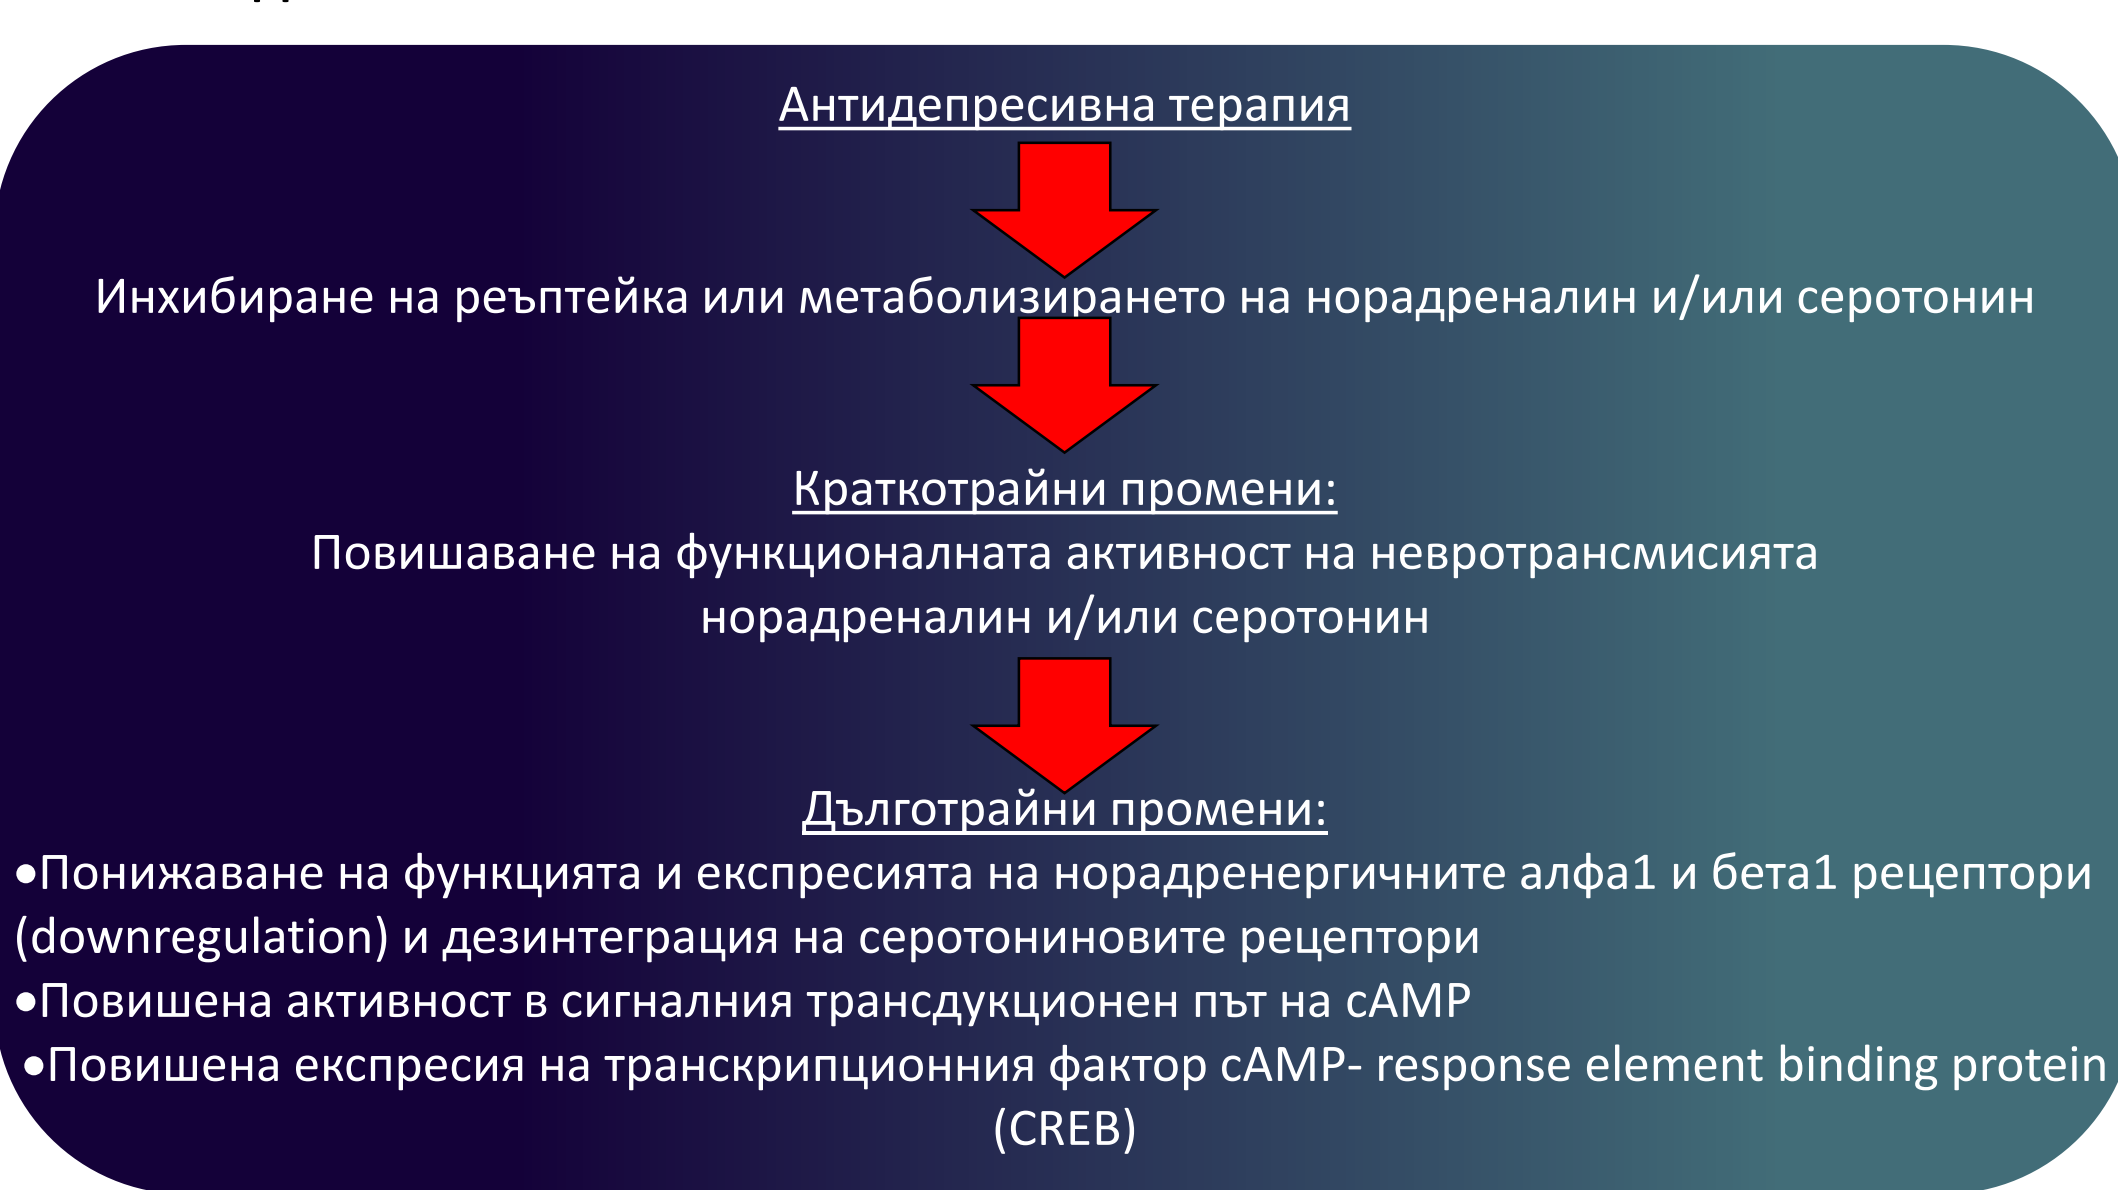 Антидепресивна терапия
Инхибиране на реъптейка или метаболизирането на норадреналин и/или серотонин
Краткотрайни промени:
Повишаване на функционалната активност на невротрансмисията
норадреналин и/или серотонин
Дълготрайни промени:
•Понижаване на функцията и експресията на норадренергичните алфа1 и бета1 рецептори
(downregulation) и дезинтеграция на серотониновите рецептори
•Повишена активност в сигналния трансдукционен път на cAMP
•Повишена експресия на транскрипционния фактор cAMP- response element binding protein
(CREB)